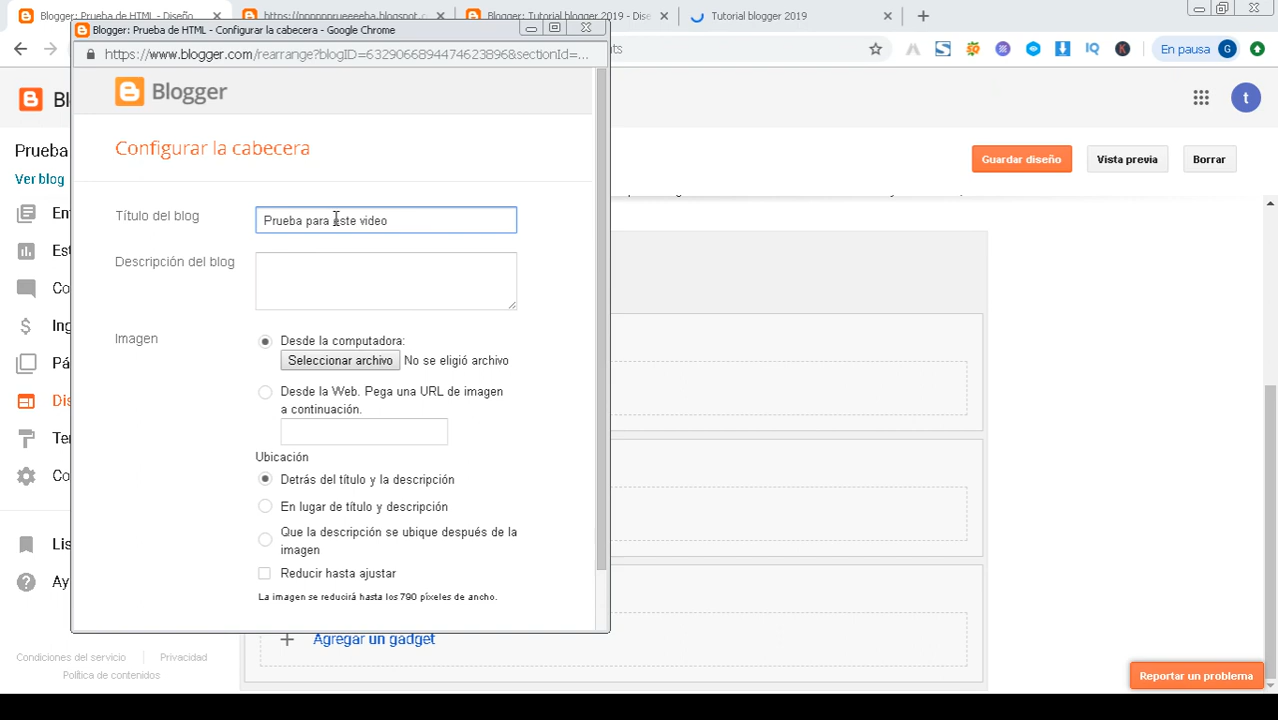 Blogger: Prueba de HTML - Diseño
https://ppppprueeeeba.blogspot.c
Blogger: Tutorial blogger 2019 - Dise
Tutorial blogger 2019
Blogger: Prueba de HTML - Configurar la cabecera - Google Chrome
https://www.blogger.com/rearrange?blogID=6329066894474623896&sectionId=...
En pausa
G
Blogger
t
Configurar la cabecera
Prueba
Ver blog
Guardar diseño
Vista previa
Borrar
Título del blog
Prueba para este video
Descripción del blog
Imagen
Desde la computadora:
Seleccionar archivo
No se eligió archivo
Desde la Web. Pega una URL de imagen
a continuación.
Ubicación
Detrás del título y la descripción
En lugar de título y descripción
Que la descripción se ubique después de la
imagen
Reducir hasta ajustar
La imagen se reducirá hasta los 790 píxeles de ancho.
Agregar un gadget
Condiciones del servicio
Privacidad
Política de contenidos
Reportar un problema